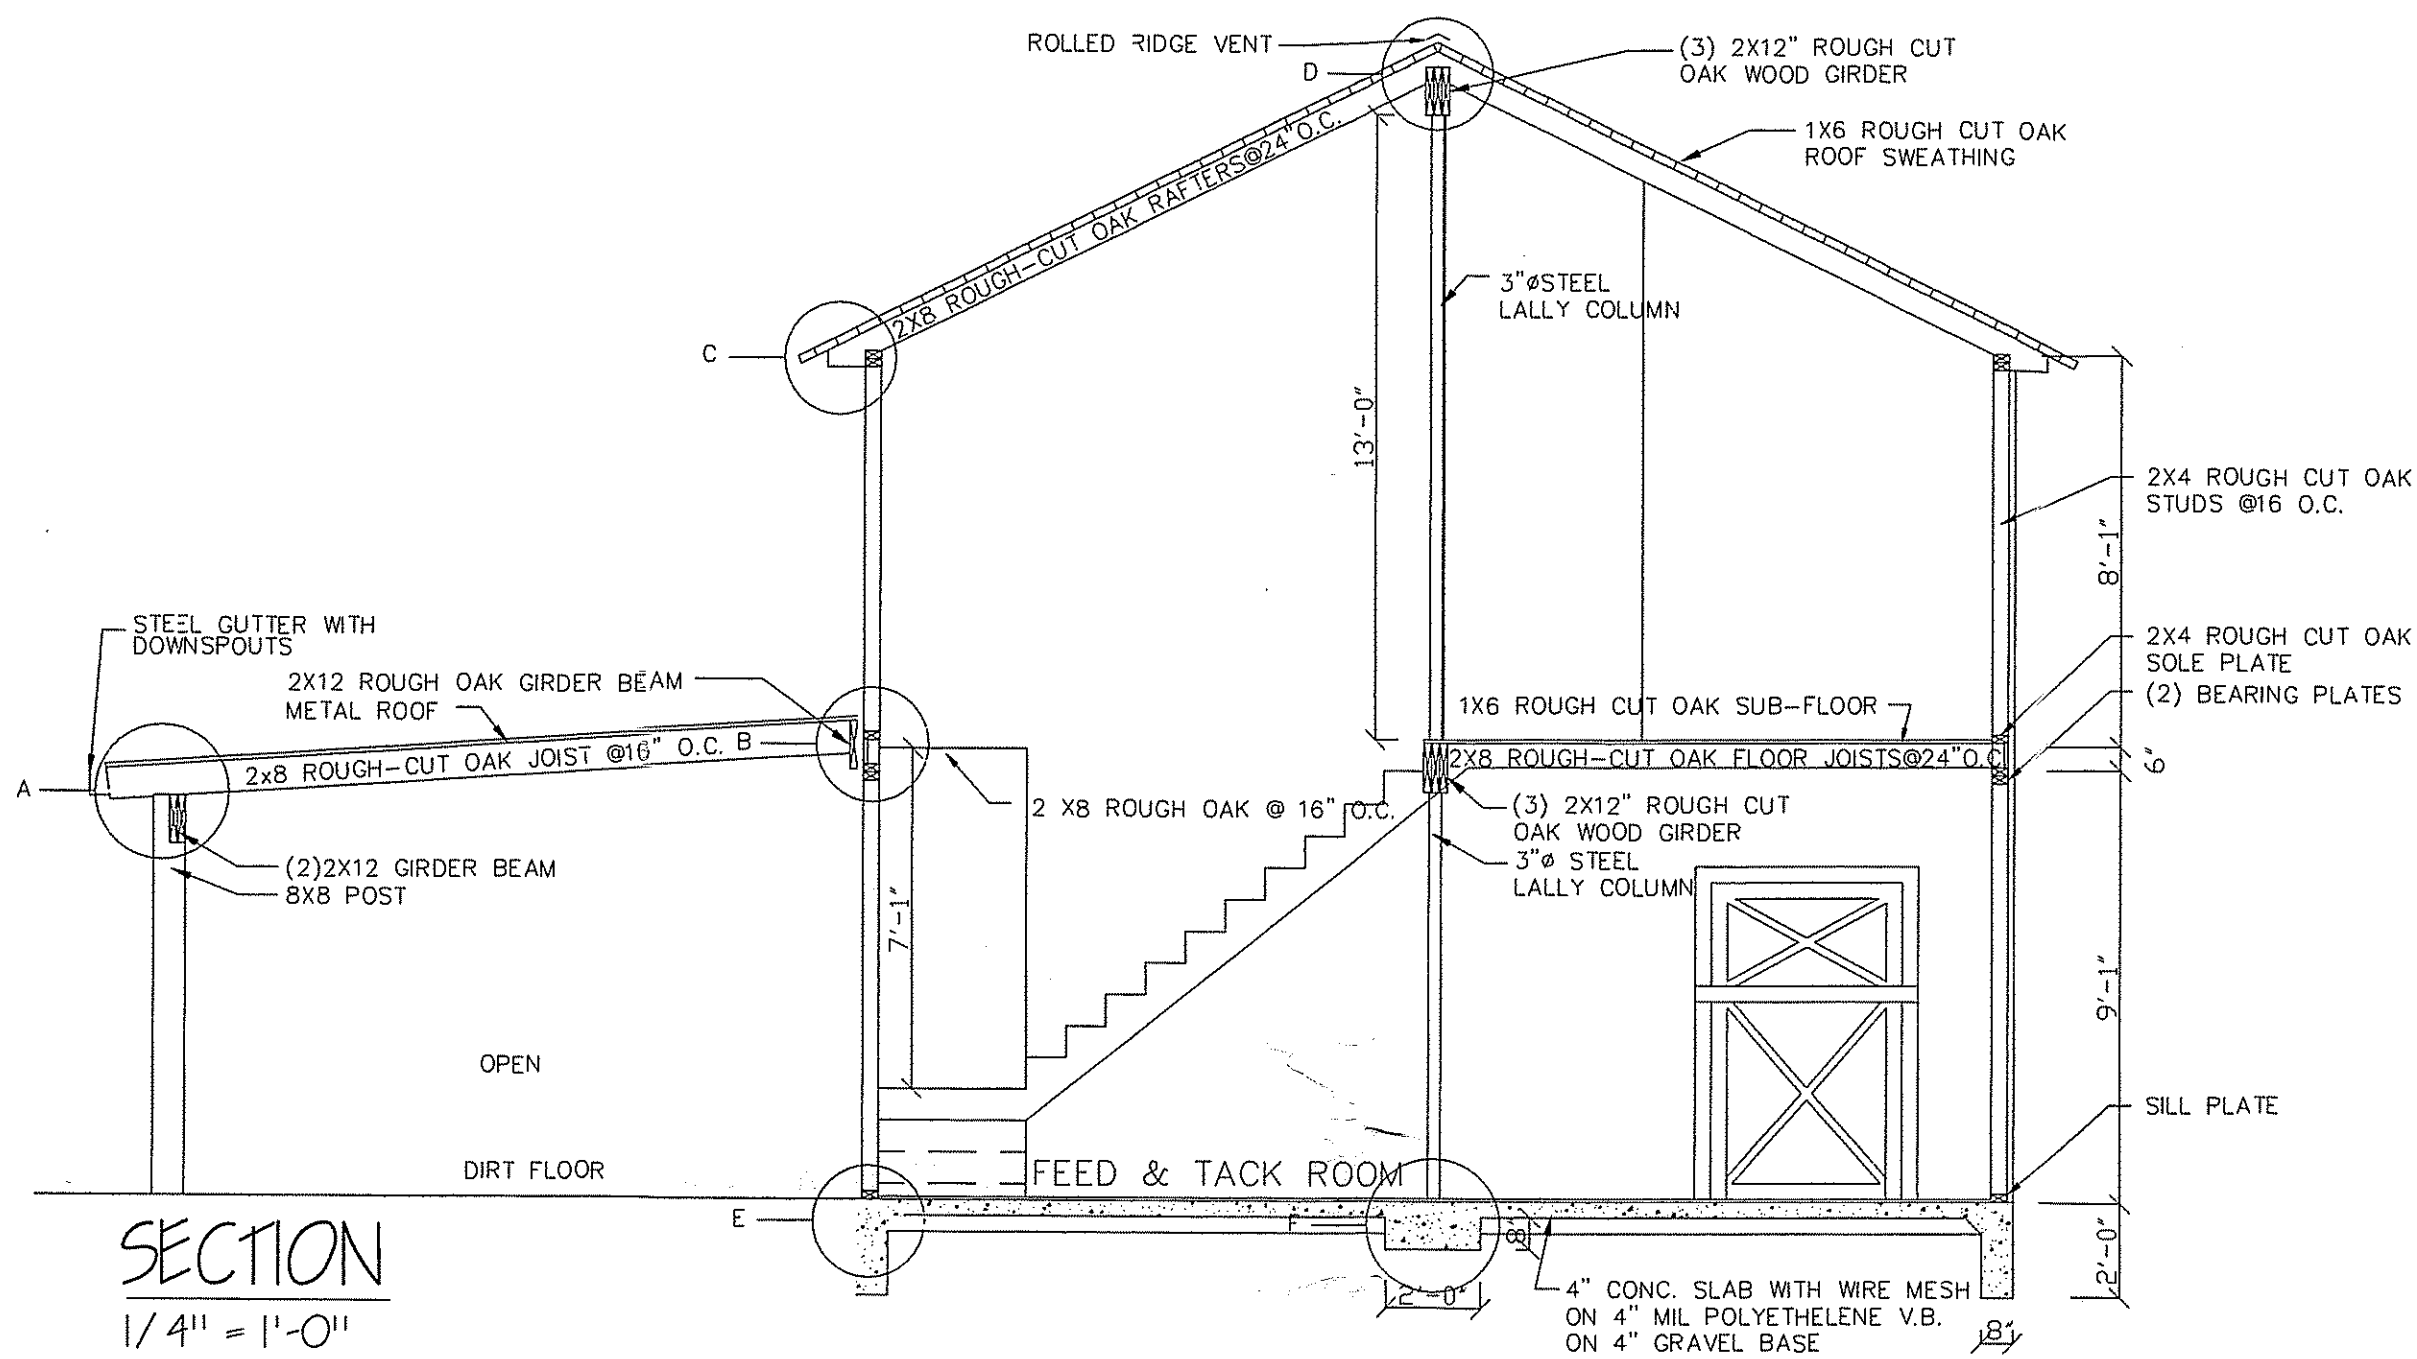 ROLLED RIDGE VENT
D
(3) 2X12" ROUGH CUT
OAK WOOD GIRDER
1X6 ROUGH CUT OAK
ROOF SWEATHING
2X8 ROUGH-CUT OAK RAFTERS@24"O.C.
3"øSTEEL
LALLY COLUMN
C
13'-0"
2X4 ROUGH CUT OAK
STUDS @16 O.C.
8'-1"
STEEL GUTTER WITH
DOWNSPOUTS
2X12 ROUGH OAK GIRDER BEAM
METAL ROOF
2X4 ROUGH CUT OAK
SOLE PLATE
(2) BEARING PLATES
1X6 ROUGH CUT OAK SUB-FLOOR
2x8 ROUGH-CUT OAK JOIST @16" O.C.
B
2X8 ROUGH-CUT OAK FLOOR JOISTS@24"O.C
6"
A
2 X8 ROUGH OAK @ 16" O.C.
(3) 2X12" ROUGH CUT
OAK WOOD GIRDER
3"ø STEEL
LALLY COLUMN
(2)2X12 GIRDER BEAM
8X8 POST
7'-1"
9'-1"
OPEN
SILL PLATE
DIRT FLOOR
FEED & TACK ROOM
E
F
8"
2'-0"
2'-0"
SECTION
1/4" = 1'-0"
4" CONC. SLAB WITH WIRE MESH
ON 4" MIL POLYETHELENE V.B.
ON 4" GRAVEL BASE
8"